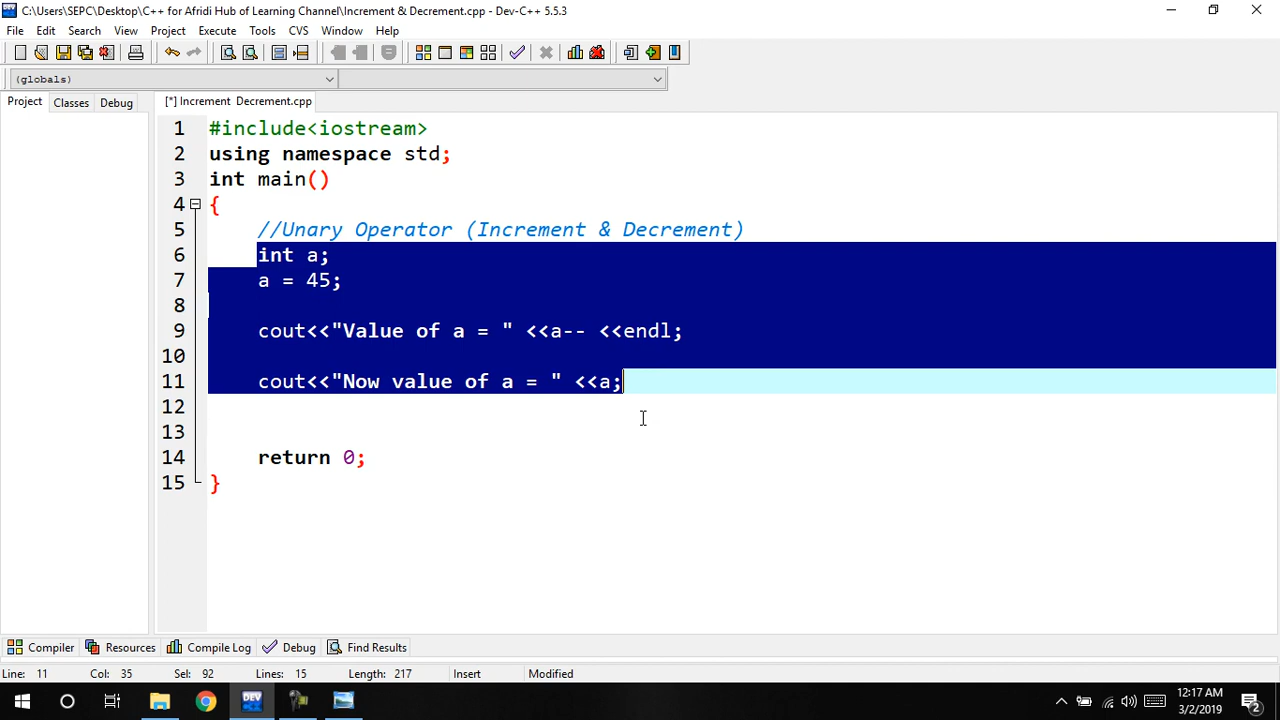 C:\Users\SEPC\Desktop\C++ for Afridi Hub of Learning Channel\Increment & Decrement.cpp - Dev-C++ 5.5.3
File Edit Search View Project Execute Tools CVS Window Help
(globals)
Project Classes Debug [*] Increment Decrement.cpp
1 #include<iostream>
2 using namespace std;
3 int main()
4 {
5 //Unary Operator (Increment & Decrement)
6 int a;
7 a = 45;
8
9 cout<<"Value of a = " <<a-- <<endl;
10
11 cout<<"Now value of a = " <<a;
12
13
14 return 0;
15 }
Compiler Resources Compile Log Debug Find Results
Line: 11 Col: 35 Sel: 92 Lines: 15 Length: 217 Insert Modified
DEV 12:17 AM
3/2/2019 2